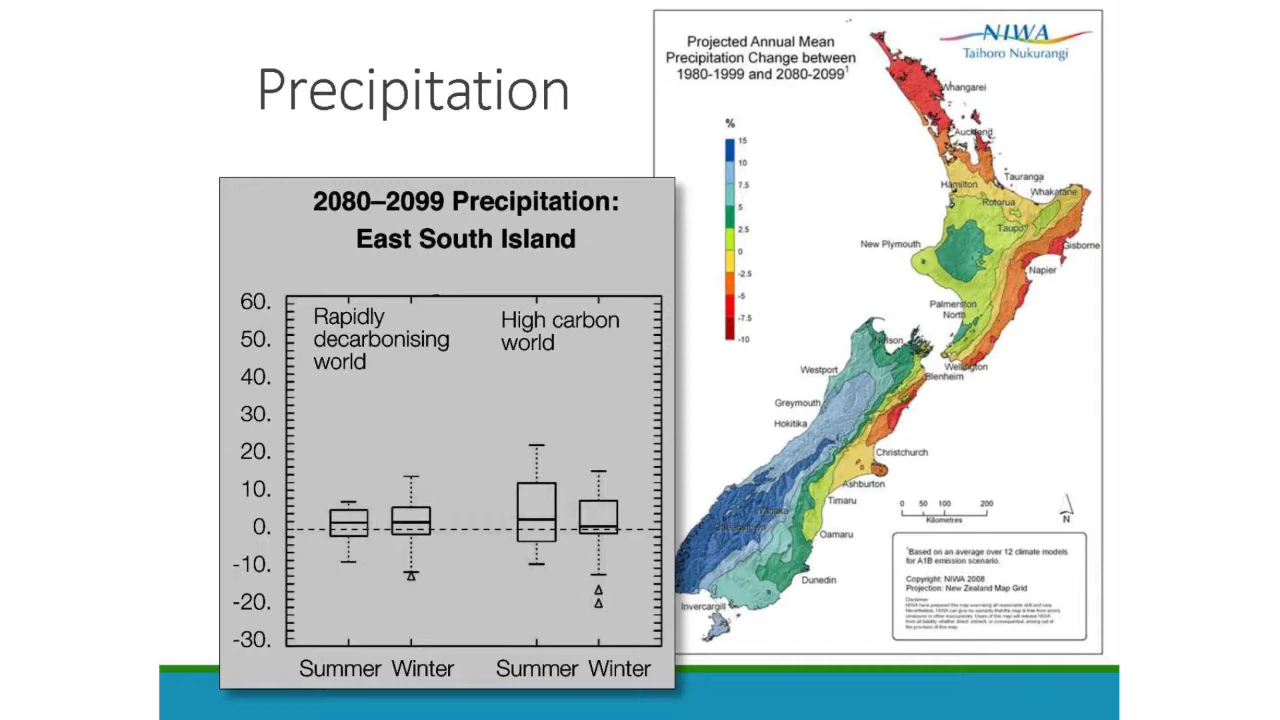 Precipitation
2080–2099 Precipitation:
East South Island
60.
50.
40.
30.
20.
10.
0.
-10.
-20.
-30.
Rapidly
decarbonising
world
High carbon
world
Summer Winter
Summer Winter
Projected Annual Mean
Precipitation Change between
1980-1999 and 2080-2099¹
NIWA
Taihoro Nukurangi
%
15
10
7.5
5
2.5
0
-2.5
-5
-7.5
-10
Whangarei
Auckland
Tauranga
Hamilton
Whakatane
Rotorua
Taupo
New Plymouth
Gisborne
Napier
Palmerston
North
Nelson
Wellington
Westport
Blenheim
Greymouth
Hokitika
Christchurch
Ashburton
Timaru
Oamaru
Dunedin
Invercargill
0 50 100 200
Kilometres
N
¹Based on an average over 12 climate models
for A1B emission scenario.
Copyright: NIWA 2008
Projection: New Zealand Map Grid
Disclaimer